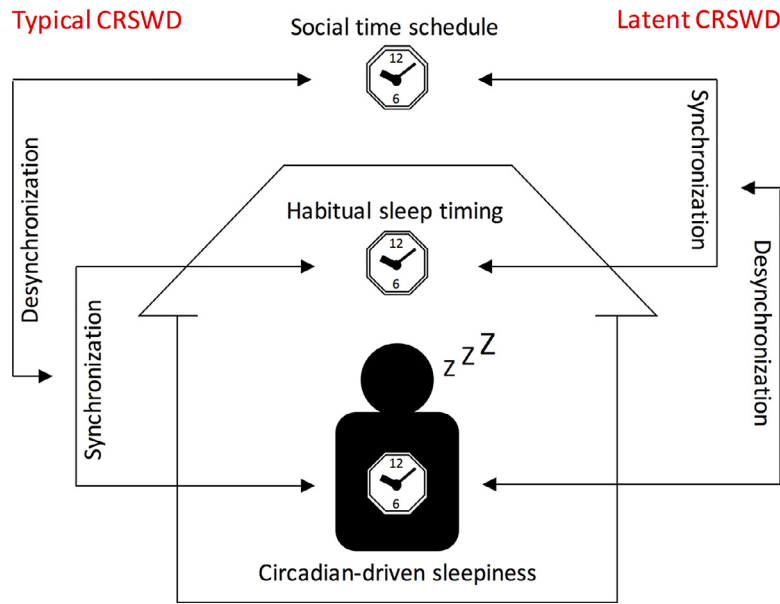 Typical CRSWD
Latent CRSWD
Social time schedule
12
6
Synchronization
Desynchronization
Habitual sleep timing
12
6
Desynchronization
Synchronization
z z z
12
6
Circadian-driven sleepiness